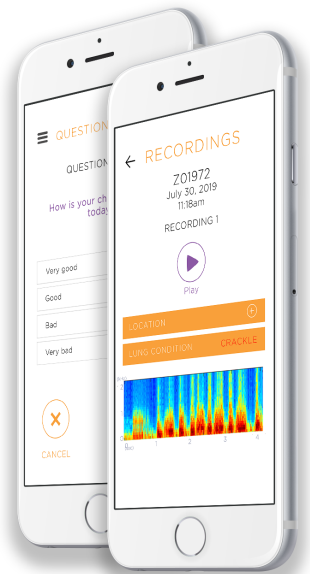 QUESTION
QUESTION
How is your ch
today
Very good
Good
Bad
Very bad
CANCEL
RECORDINGS
Z01972
July 30, 2019
11:18am
RECORDING 1
Play
LOCATION
LUNG CONDITION CRACKLE
0 1 2 3 4